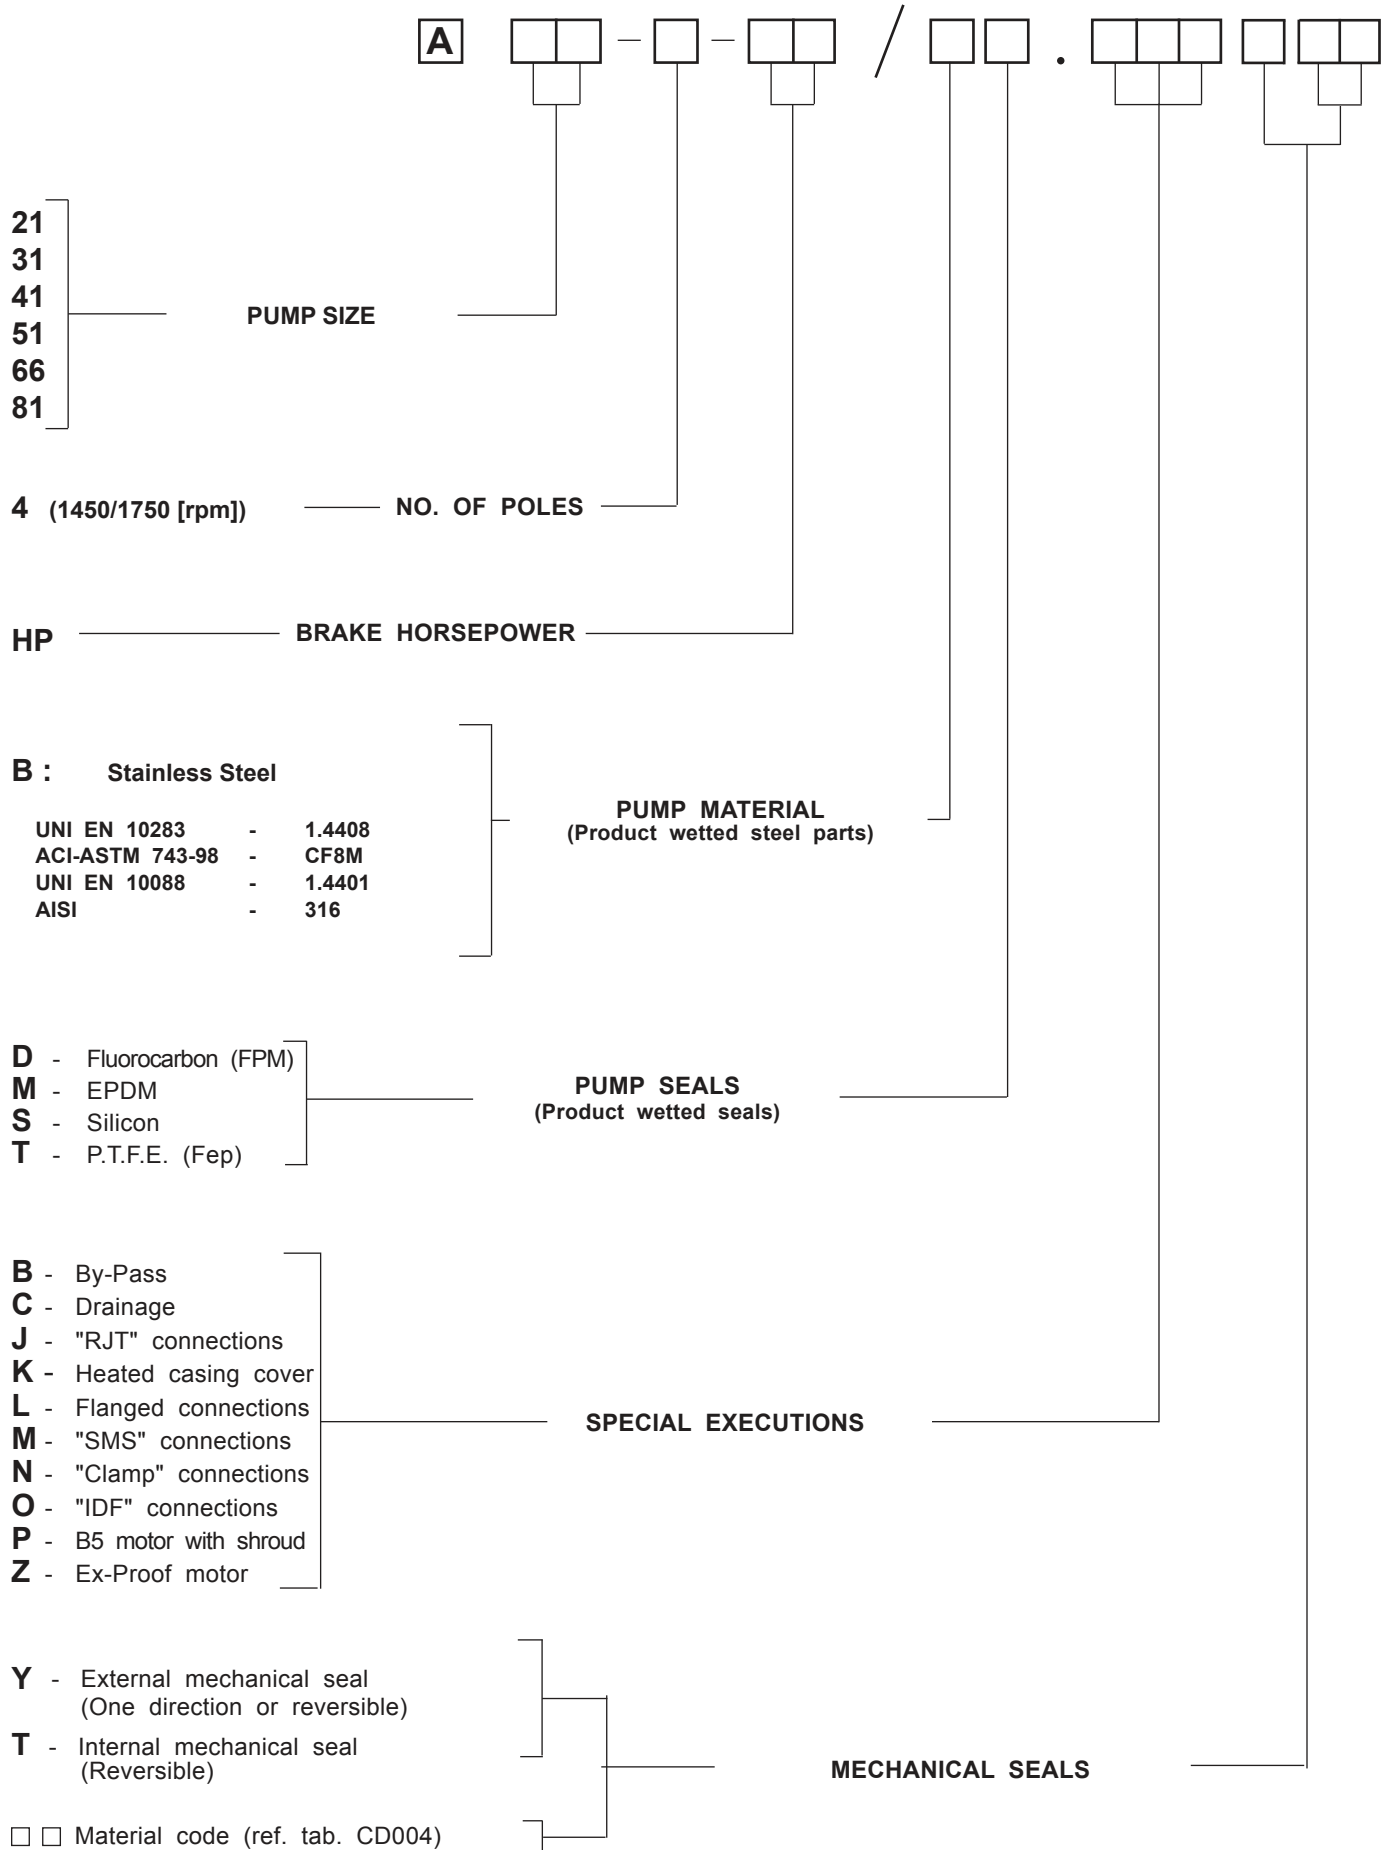 A – – / .
21
31
41
51
66
81
PUMP SIZE
4 (1450/1750 [rpm]) NO. OF POLES
HP BRAKE HORSEPOWER
B : Stainless Steel
UNI EN 10283 - 1.4408
ACI-ASTM 743-98 - CF8M
UNI EN 10088 - 1.4401
AISI - 316
PUMP MATERIAL
(Product wetted steel parts)
D - Fluorocarbon (FPM)
M - EPDM
S - Silicon
T - P.T.F.E. (Fep)
PUMP SEALS
(Product wetted seals)
B - By-Pass
C - Drainage
J - "RJT" connections
K - Heated casing cover
L - Flanged connections
M - "SMS" connections
N - "Clamp" connections
O - "IDF" connections
P - B5 motor with shroud
Z - Ex-Proof motor
SPECIAL EXECUTIONS
Y - External mechanical seal
(One direction or reversible)
T - Internal mechanical seal
(Reversible)
MECHANICAL SEALS
□ □ Material code (ref. tab. CD004)